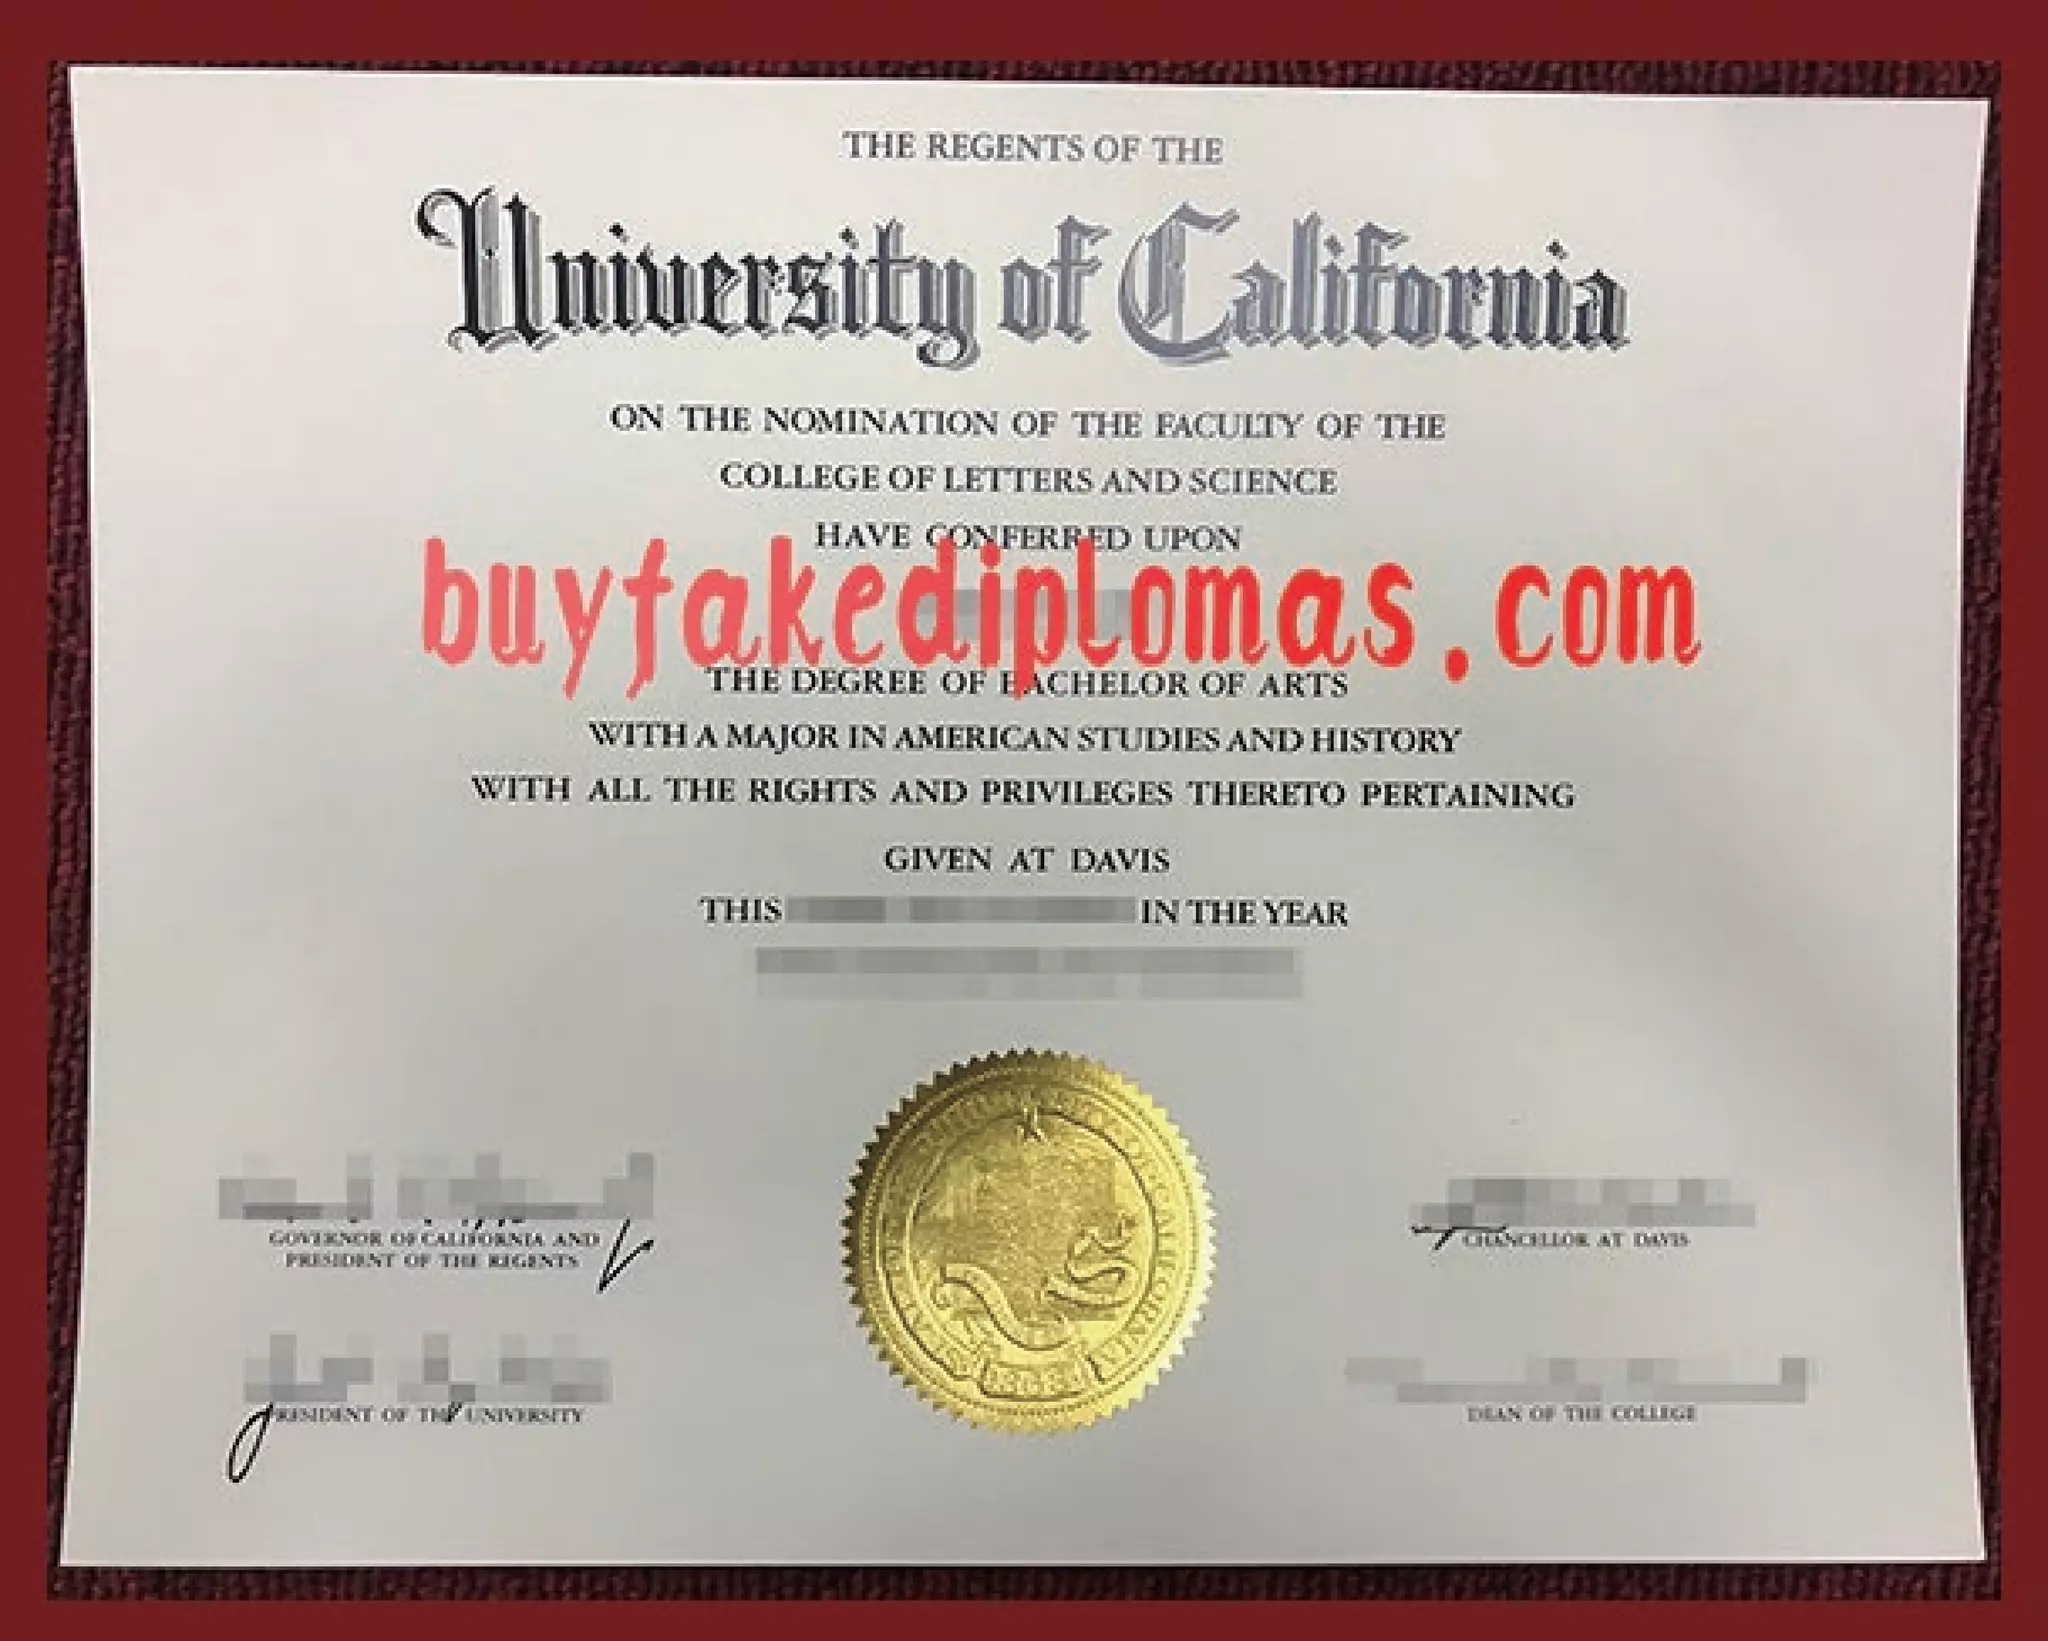 THE REGENTS OF THE
University of California
ON THE NOMINATION OF THE FACULTY OF THE
COLLEGE OF LETTERS AND SCIENCE
HAVE CONFERRED UPON
buyfakediplomas.com
THE DEGREE OF BACHELOR OF ARTS
WITH A MAJOR IN AMERICAN STUDIES AND HISTORY
WITH ALL THE RIGHTS AND PRIVILEGES THERETO PERTAINING
GIVEN AT DAVIS
THIS IN THE YEAR
GOVERNOR OF CALIFORNIA AND
PRESIDENT OF THE REGENTS
CHANCELLOR AT DAVIS
PRESIDENT OF THE UNIVERSITY
DEAN OF THE COLLEGE